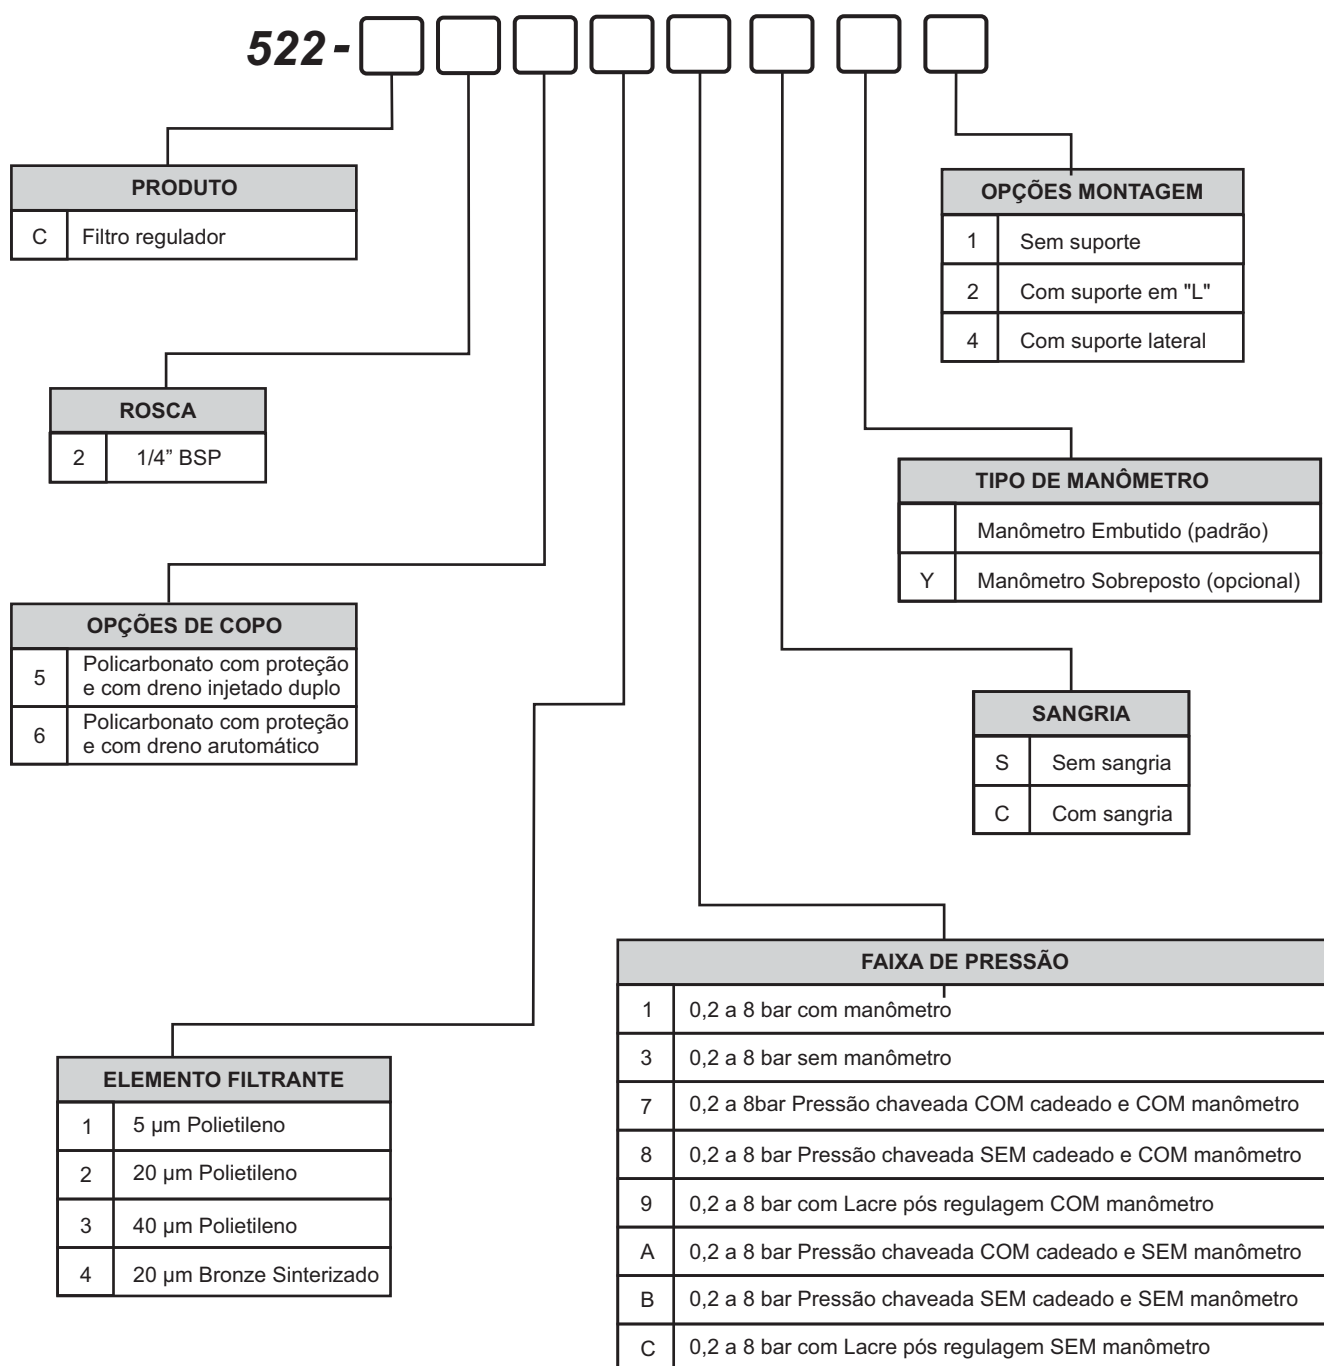 522-
PRODUTO
C Filtro regulador
ROSCA
2 1/4” BSP
OPÇÕES DE COPO
5 Policarbonato com proteção
e com dreno injetado duplo
6 Policarbonato com proteção
e com dreno arutomático
ELEMENTO FILTRANTE
1 5 µm Polietileno
2 20 µm Polietileno
3 40 µm Polietileno
4 20 µm Bronze Sinterizado
OPÇÕES MONTAGEM
1 Sem suporte
2 Com suporte em "L"
4 Com suporte lateral
TIPO DE MANÔMETRO
Manômetro Embutido (padrão)
Y Manômetro Sobreposto (opcional)
SANGRIA
S Sem sangria
C Com sangria
FAIXA DE PRESSÃO
1 0,2 a 8 bar com manômetro
3 0,2 a 8 bar sem manômetro
7 0,2 a 8bar Pressão chaveada COM cadeado e COM manômetro
8 0,2 a 8 bar Pressão chaveada SEM cadeado e COM manômetro
9 0,2 a 8 bar com Lacre pós regulagem COM manômetro
A 0,2 a 8 bar Pressão chaveada COM cadeado e SEM manômetro
B 0,2 a 8 bar Pressão chaveada SEM cadeado e SEM manômetro
C 0,2 a 8 bar com Lacre pós regulagem SEM manômetro